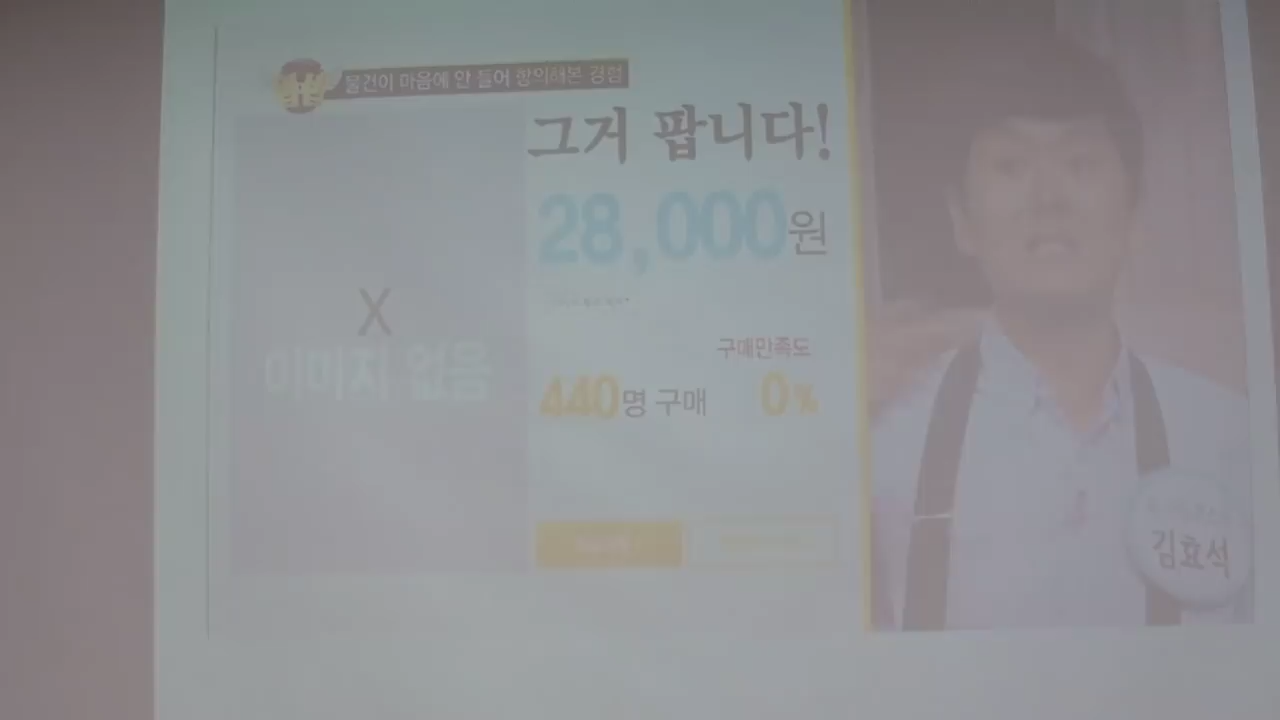 물건이 마음에 안 들어 항의해본 경험
그거 팝니다!
28,000원
X
이미지 없음
구매만족도
440명 구매 0%
김효석